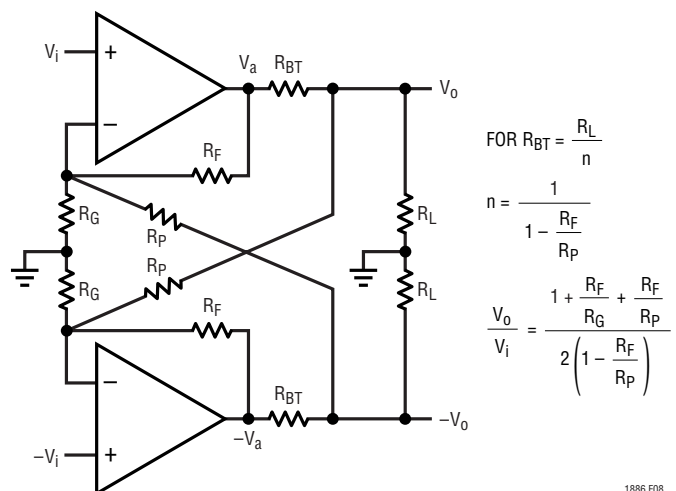 Vi
+
Va
RBT
Vo
−
RF
RG
RP
RL
RP
RG
RF
RL
−
RBT
−Vi
+
−Va
−Vo
FOR RBT = RL / n
n = 1 / (1 − RF / RP)
Vo / Vi = (1 + RF / RG + RF / RP) / (2 (1 − RF / RP))
1886 F08